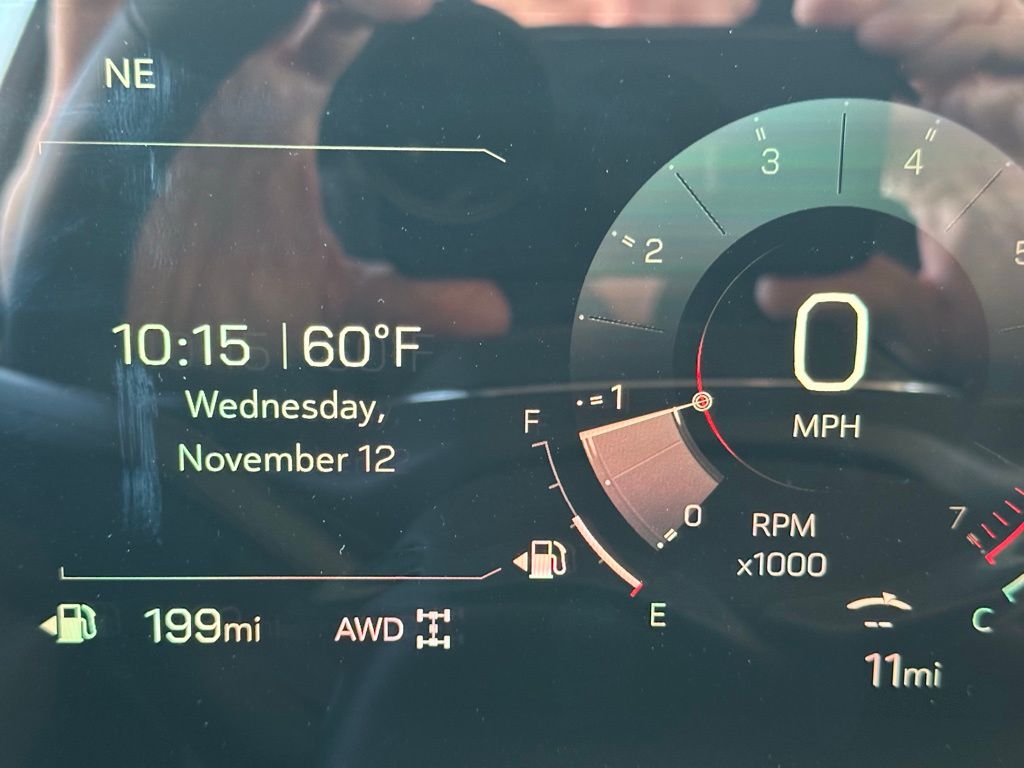 NE
10:15 | 60°F
Wednesday,
November 12
199mi
AWD
F
E
0
1
2
3
4
5
7
0
MPH
RPM
x1000
--
11mi
C